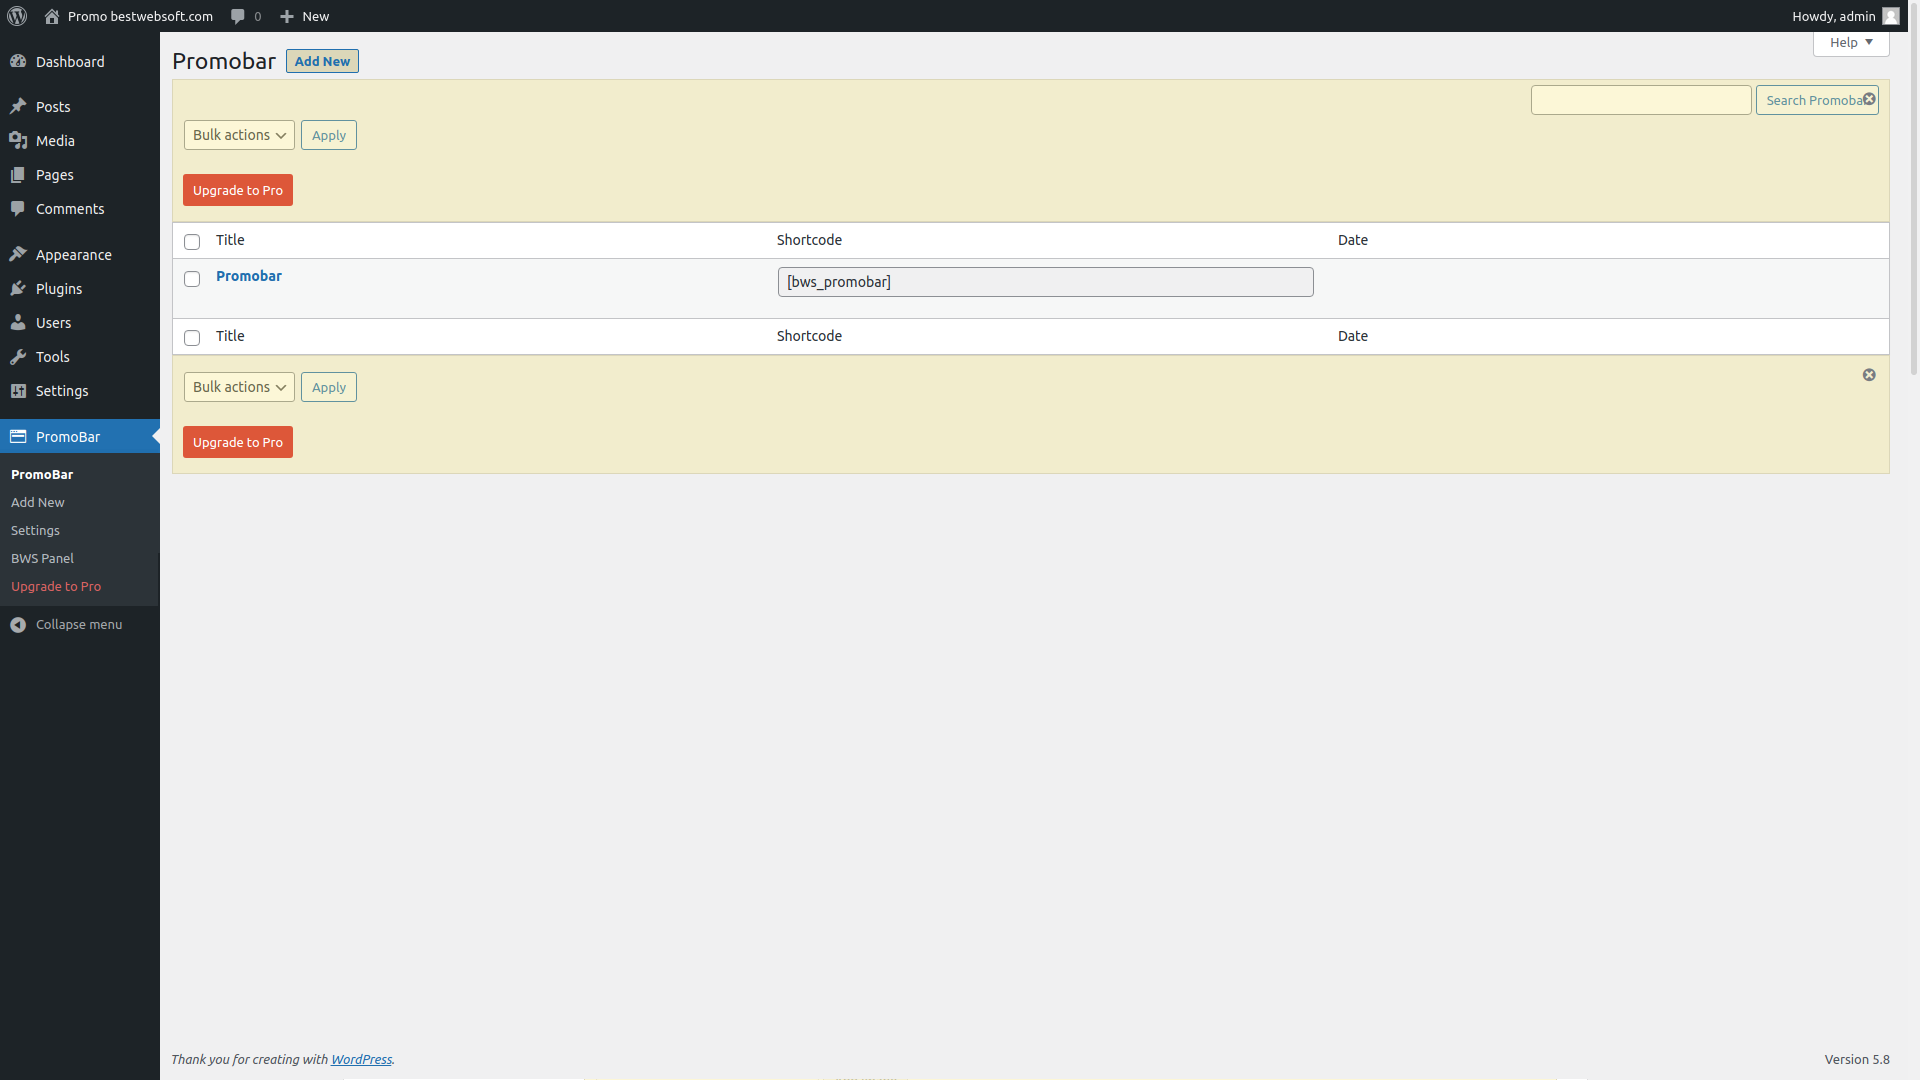 Promo bestwebsoft.com 0 New Howdy, admin
Help
Dashboard
Posts
Media
Pages
Comments
Appearance
Plugins
Users
Tools
Settings
PromoBar
PromoBar
Add New
Settings
BWS Panel
Upgrade to Pro
Collapse menu
Promobar Add New
Search Promoba
Bulk actions Apply
Upgrade to Pro
Title Shortcode Date
Promobar [bws_promobar]
Title Shortcode Date
Bulk actions Apply
Upgrade to Pro
Thank you for creating with WordPress. Version 5.8